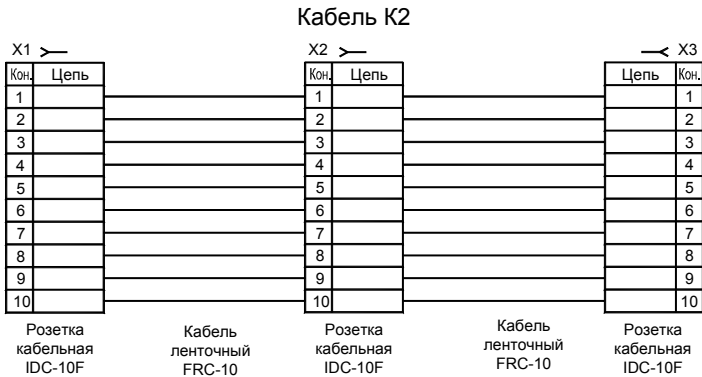 Кабель К2
X1 X2 X3
Кон. Цепь Кон. Цепь Цепь Кон.
1 1 1
2 2 2
3 3 3
4 4 4
5 5 5
6 6 6
7 7 7
8 8 8
9 9 9
10 10 10
Розетка кабельная IDC-10F
Кабель ленточный FRC-10
Розетка кабельная IDC-10F
Кабель ленточный FRC-10
Розетка кабельная IDC-10F